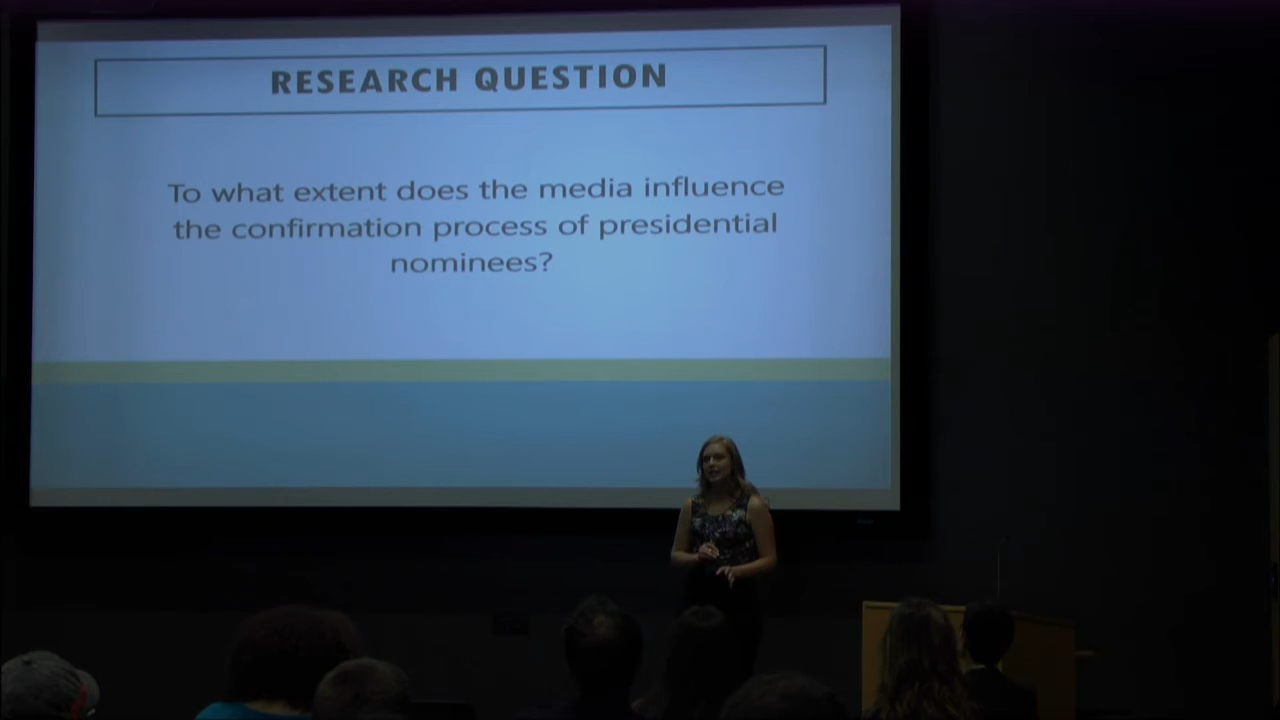 RESEARCH QUESTION
To what extent does the media influence
the confirmation process of presidential
nominees?